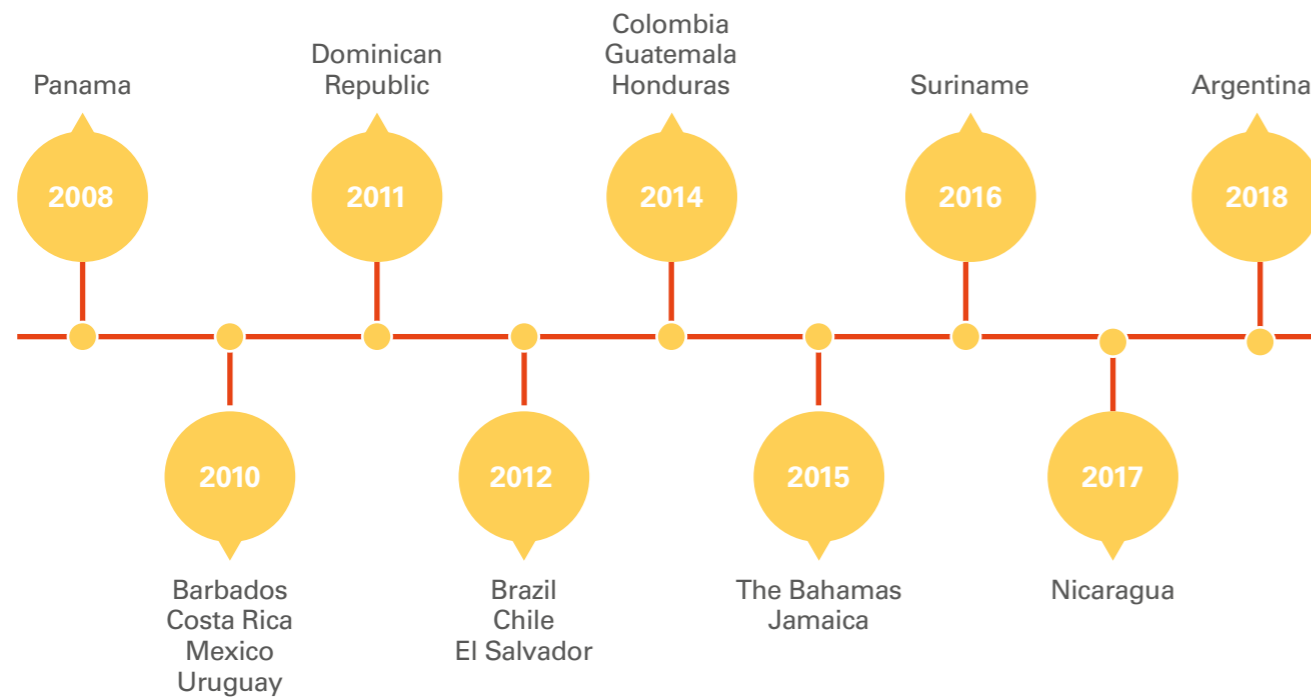 Panama
2008
Barbados
Costa Rica
Mexico
Uruguay
2010
Dominican
Republic
2011
Brazil
Chile
El Salvador
2012
Colombia
Guatemala
Honduras
2014
The Bahamas
Jamaica
2015
Suriname
2016
Nicaragua
2017
Argentina
2018